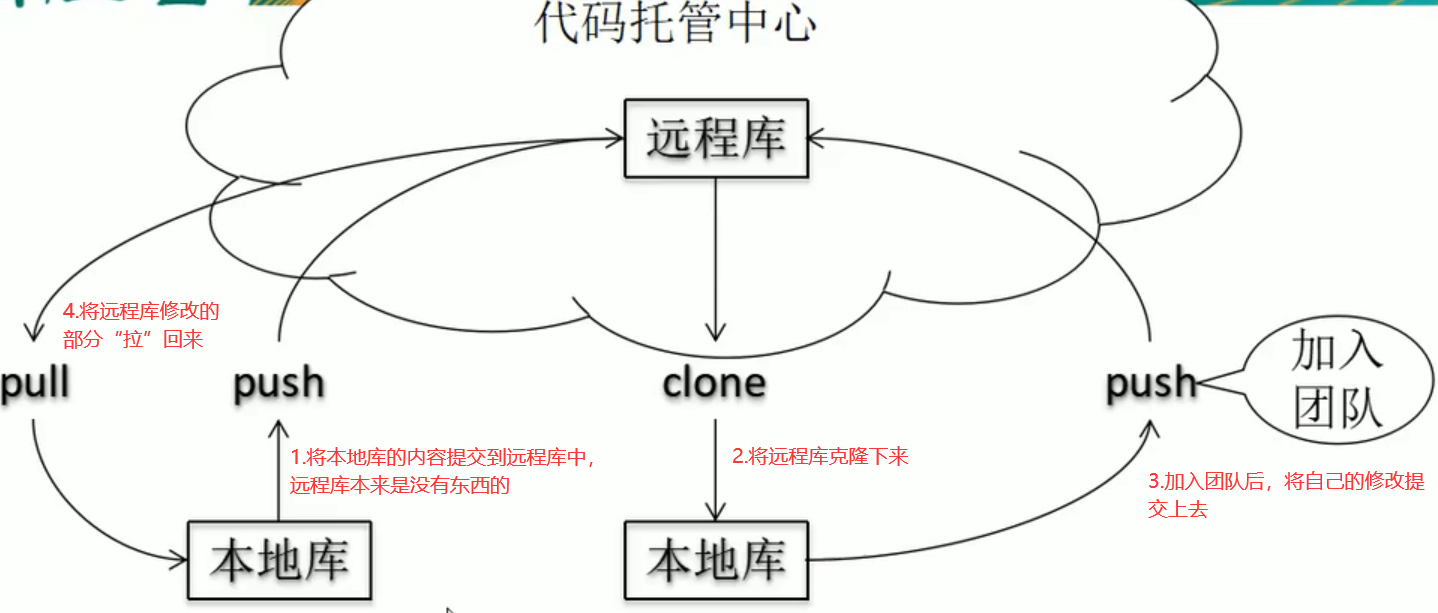 代码托管中心
远程库
4.将远程库修改的
部分“拉”回来
pull
push
clone
push
加入
团队
1.将本地库的内容提交到远程库中，
远程库本来是没有东西的
2.将远程库克隆下来
3.加入团队后，将自己的修改提
交上去
本地库
本地库